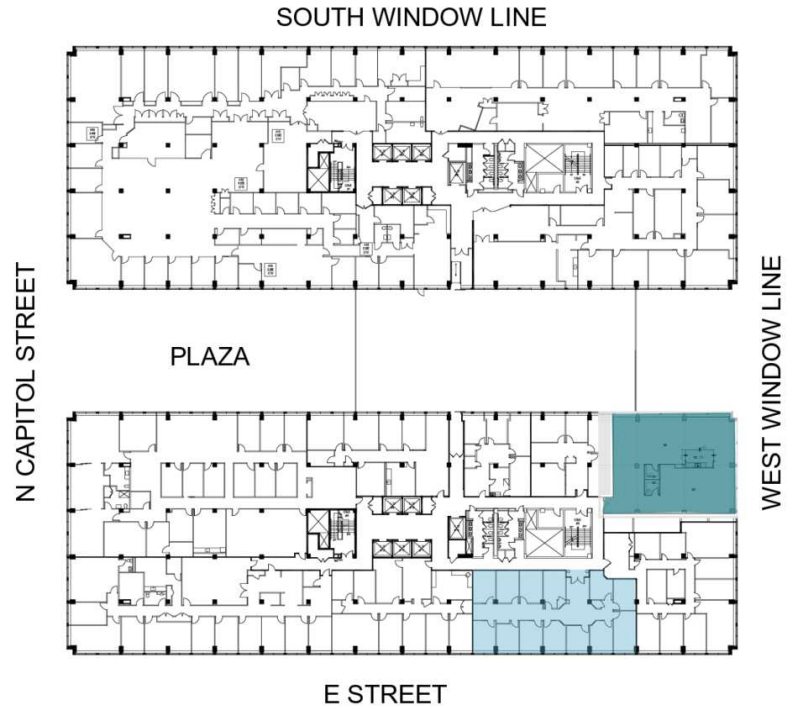 SOUTH WINDOW LINE
N CAPITOL STREET
PLAZA
WEST WINDOW LINE
E STREET